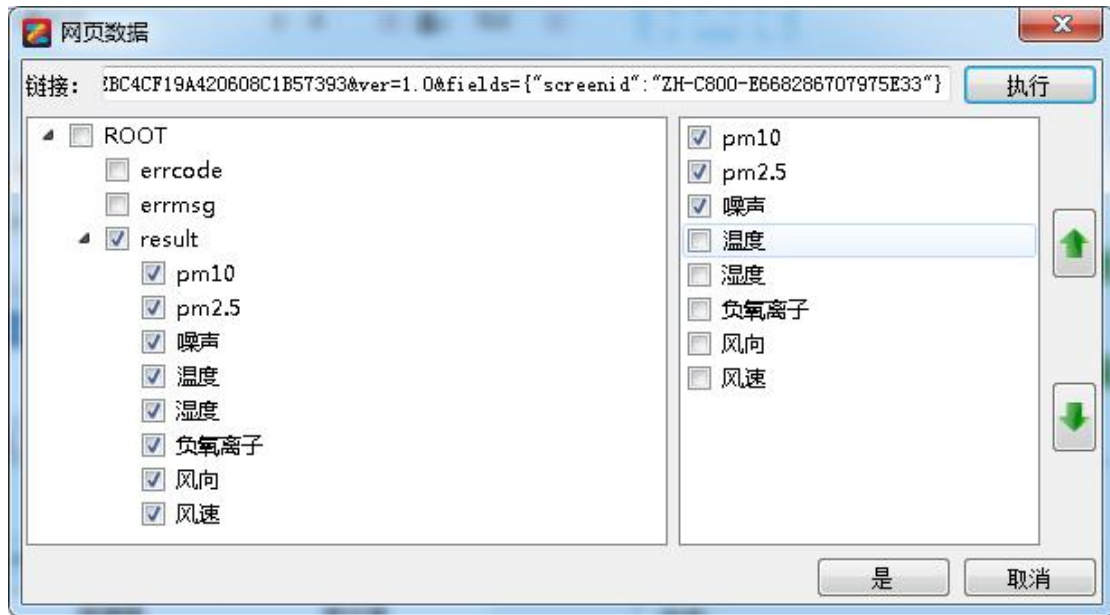 网页数据
链接： ZBC4CF19A420608C1B57393&ver=1.0&fields={"screenid":"ZH-C800-E668286707975E33"} 执行
ROOT
errcode
errmsg
result
pm10
pm2.5
噪声
温度
湿度
负氧离子
风向
风速
pm10
pm2.5
噪声
温度
湿度
负氧离子
风向
风速
是 取消